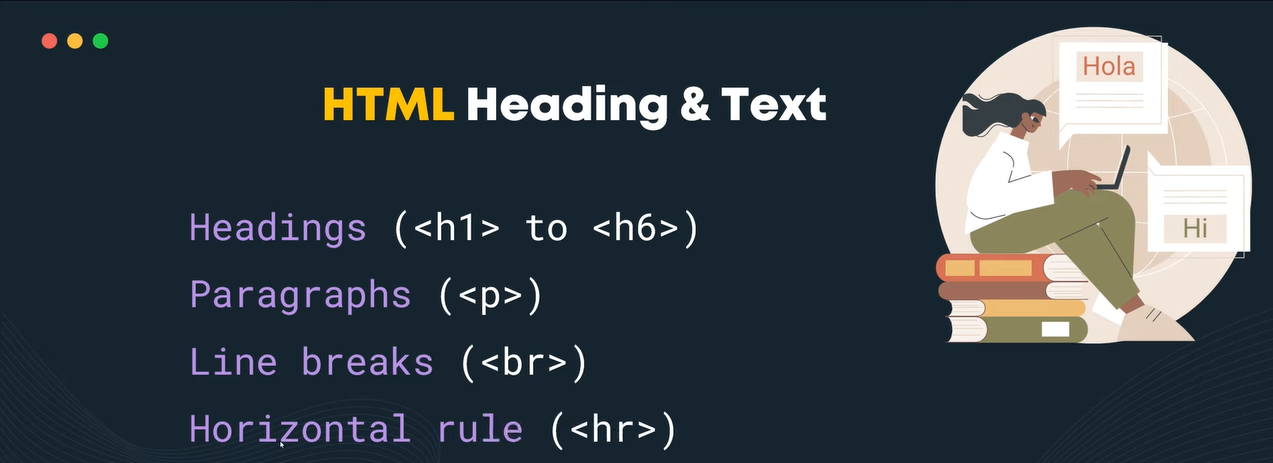 HTML Heading & Text
Hola
Hi
Headings (<h1> to <h6>)
Paragraphs (<p>)
Line breaks (<br>)
Horizontal rule (<hr>)